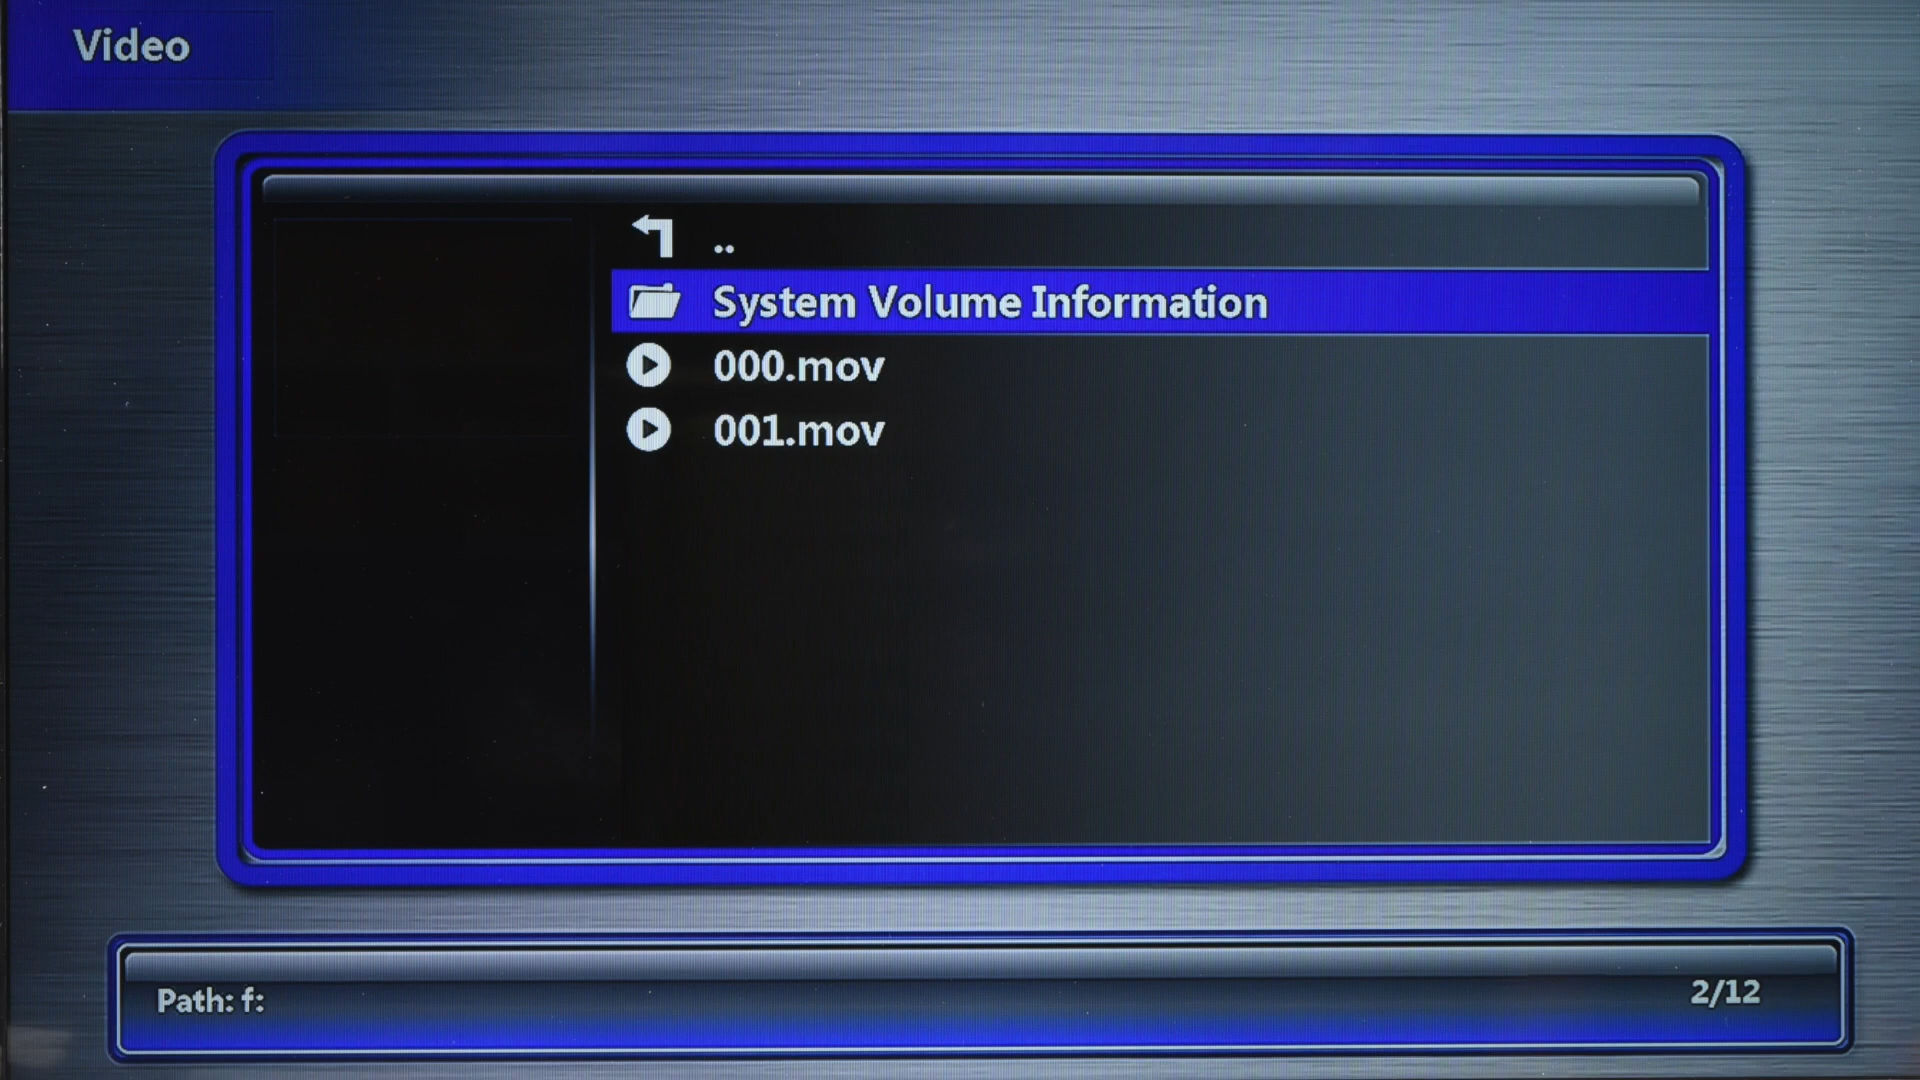 Video
..
System Volume Information
000.mov
001.mov
Path: f:
2/12